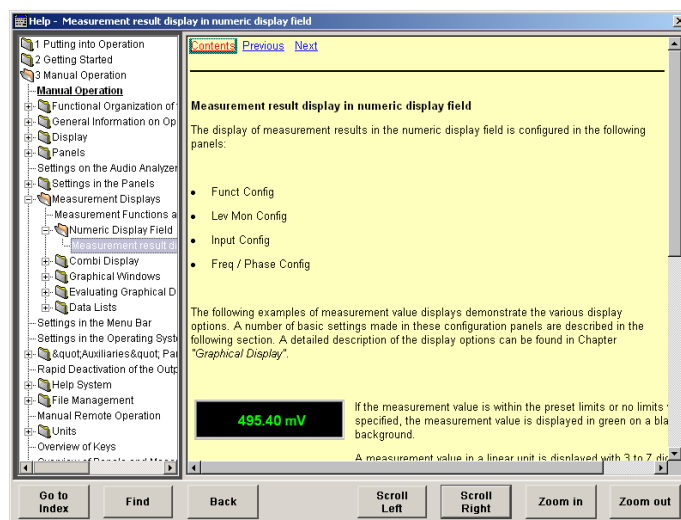 Help - Measurement result display in numeric display field
1 Putting into Operation
2 Getting Started
3 Manual Operation
Manual Operation
Functional Organization of
General Information on Op
Display
Panels
Settings on the Audio Analyzer
Settings in the Panels
Measurement Displays
Measurement Functions a
Numeric Display Field
Measurement result di
Combi Display
Graphical Windows
Evaluating Graphical D
Data Lists
Settings in the Menu Bar
Settings in the Operating Syste
&quot;Auxiliaries&quot; Pan
Rapid Deactivation of the Outp
Help System
File Management
Manual Remote Operation
Units
Overview of Keys
Contents Previous Next
Measurement result display in numeric display field
The display of measurement results in the numeric display field is configured in the following
panels:
• Funct Config
• Lev Mon Config
• Input Config
• Freq / Phase Config
The following examples of measurement value displays demonstrate the various display
options. A number of basic settings made in these configuration panels are described in the
following section. A detailed description of the display options can be found in Chapter
"Graphical Display".
495.40 mV
If the measurement value is within the preset limits or no limits
specified, the measurement value is displayed in green on a bla
background.
A measurement value in a linear unit is displayed with 3 to 7 dig
Go to
Index
Find
Back
Scroll
Left
Scroll
Right
Zoom in
Zoom out